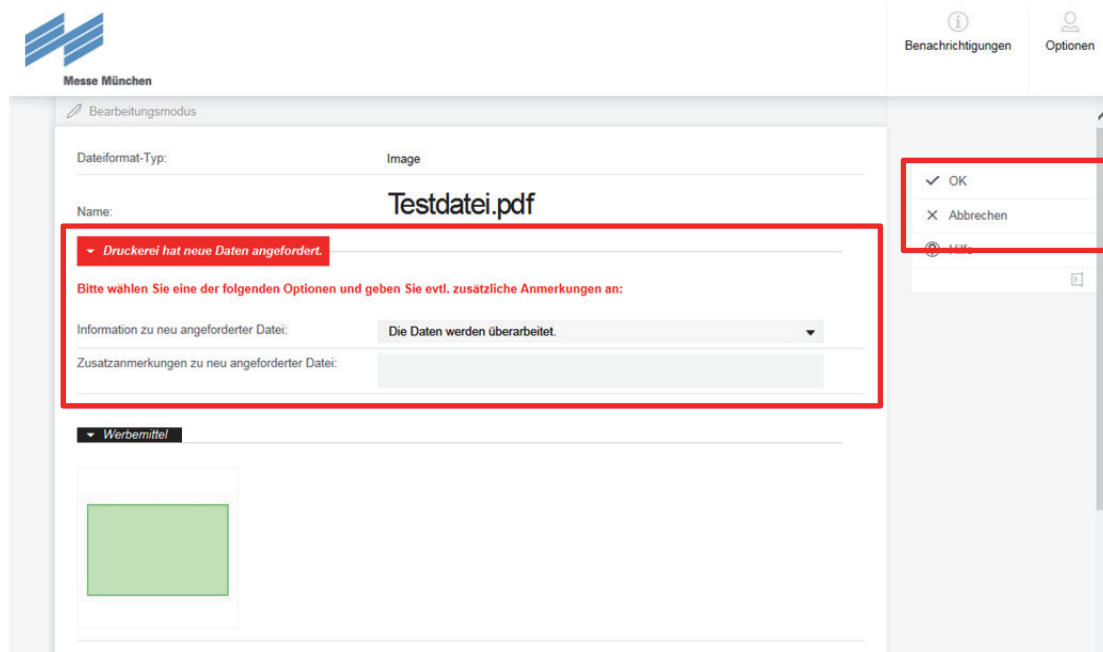 Benachrichtigungen
Optionen
Messe München
Bearbeitungsmodus
Dateiformat-Typ: Image
Name: Testdatei.pdf
OK
Abbrechen
Hilfe
Druckerei hat neue Daten angefordert.
Bitte wählen Sie eine der folgenden Optionen und geben Sie evtl. zusätzliche Anmerkungen an:
Information zu neu angeforderter Datei: Die Daten werden überarbeitet.
Zusatzanmerkungen zu neu angeforderter Datei:
Werbemittel